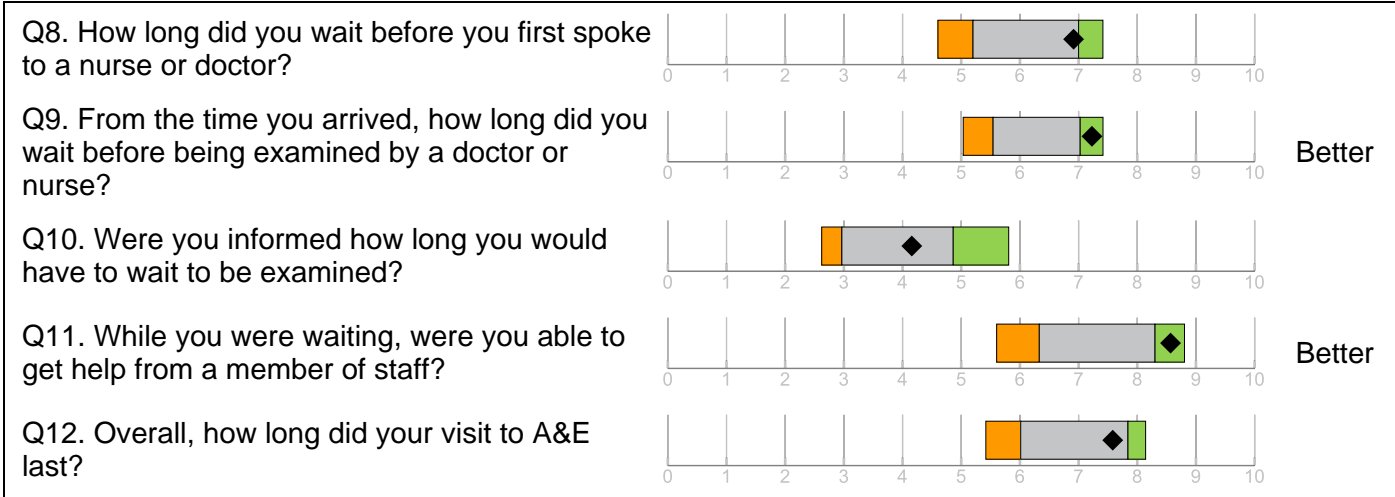 Q8. How long did you wait before you first spoke
to a nurse or doctor?
0 1 2 3 4 5 6 7 8 9 10
Q9. From the time you arrived, how long did you
wait before being examined by a doctor or
nurse?
0 1 2 3 4 5 6 7 8 9 10
Better
Q10. Were you informed how long you would
have to wait to be examined?
0 1 2 3 4 5 6 7 8 9 10
Q11. While you were waiting, were you able to
get help from a member of staff?
0 1 2 3 4 5 6 7 8 9 10
Better
Q12. Overall, how long did your visit to A&E
last?
0 1 2 3 4 5 6 7 8 9 10